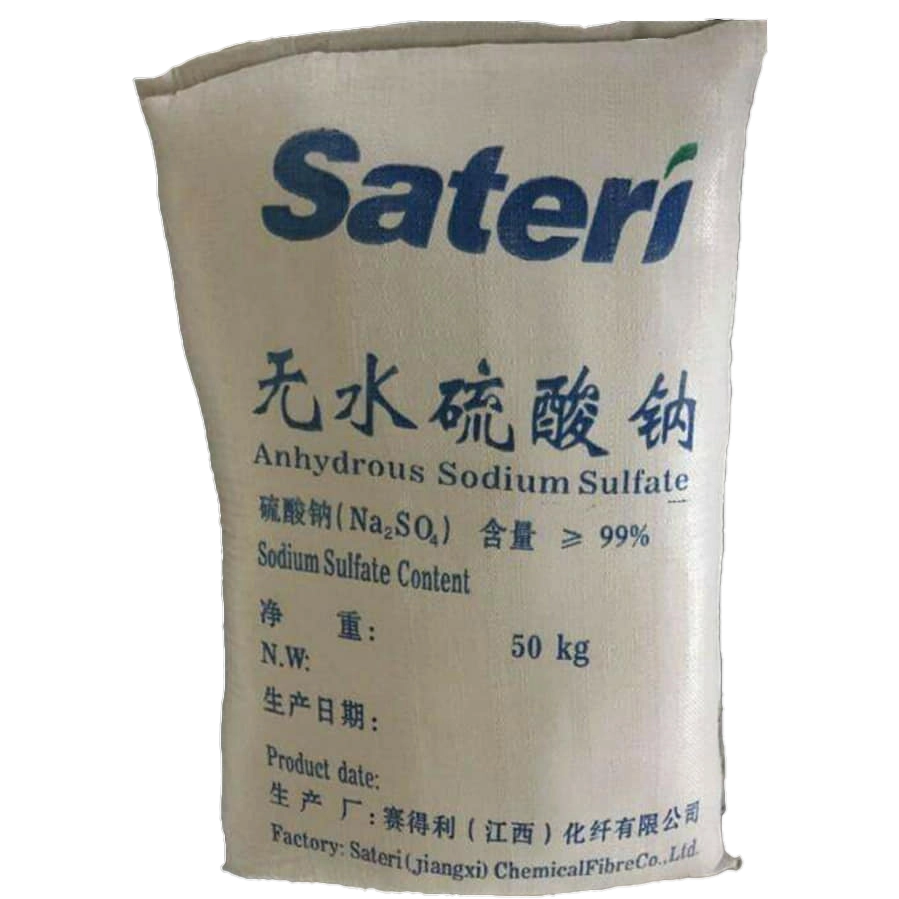 Sateri
无水硫酸钠
Anhydrous Sodium Sulfate
硫酸钠(Na₂SO₄) 含量 ≥ 99%
Sodium Sulfate Content
净 重: 50 kg
N.W:
生产日期:
Product date:
生 产 厂:赛得利(江西)化纤有限公司
Factory: Sateri(jiangxi) ChemicalFibreCo.,Ltd.